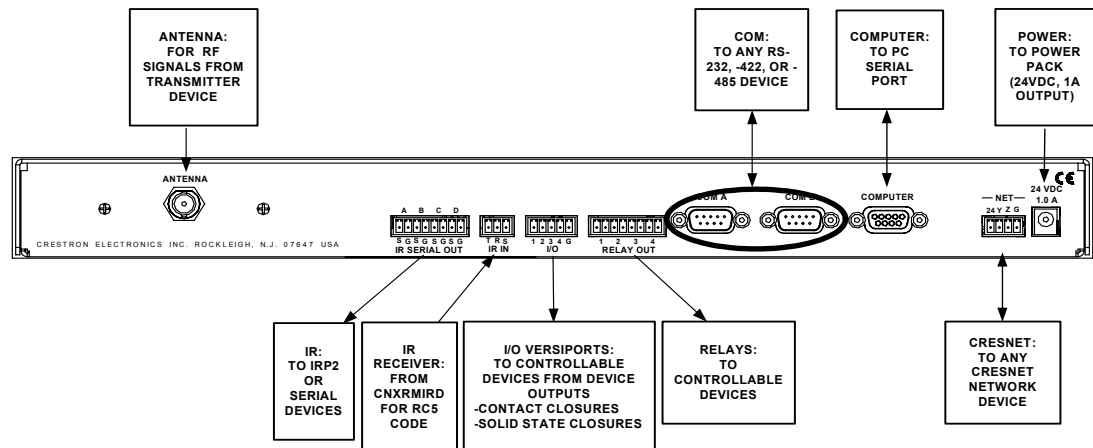 ANTENNA:
FOR RF
SIGNALS FROM
TRANSMITTER
DEVICE
COM:
TO ANY RS-
232, -422, OR -
485 DEVICE
COMPUTER:
TO PC
SERIAL
PORT
POWER:
TO POWER
PACK
(24VDC, 1A
OUTPUT)
ANTENNA
A B C D
S G S G S G S G
IR SERIAL OUT
T R S
IR IN
1 2 3 4 G
I/O
1 2 3 4
RELAY OUT
COM A
COM B
COMPUTER
NET
24 Y Z G
24 VDC
1.0 A
CE
CRESTRON ELECTRONICS INC. ROCKLEIGH, N.J. 07647 USA
IR:
TO IRP2
OR
SERIAL
DEVICES
IR
RECEIVER:
FROM
CNXRMIRD
FOR RC5
CODE
I/O VERSIPORTS:
TO CONTROLLABLE
DEVICES FROM DEVICE
OUTPUTS
-CONTACT CLOSURES
-SOLID STATE CLOSURES
RELAYS:
TO
CONTROLLABLE
DEVICES
CRESNET:
TO ANY
CRESNET
NETWORK
DEVICE